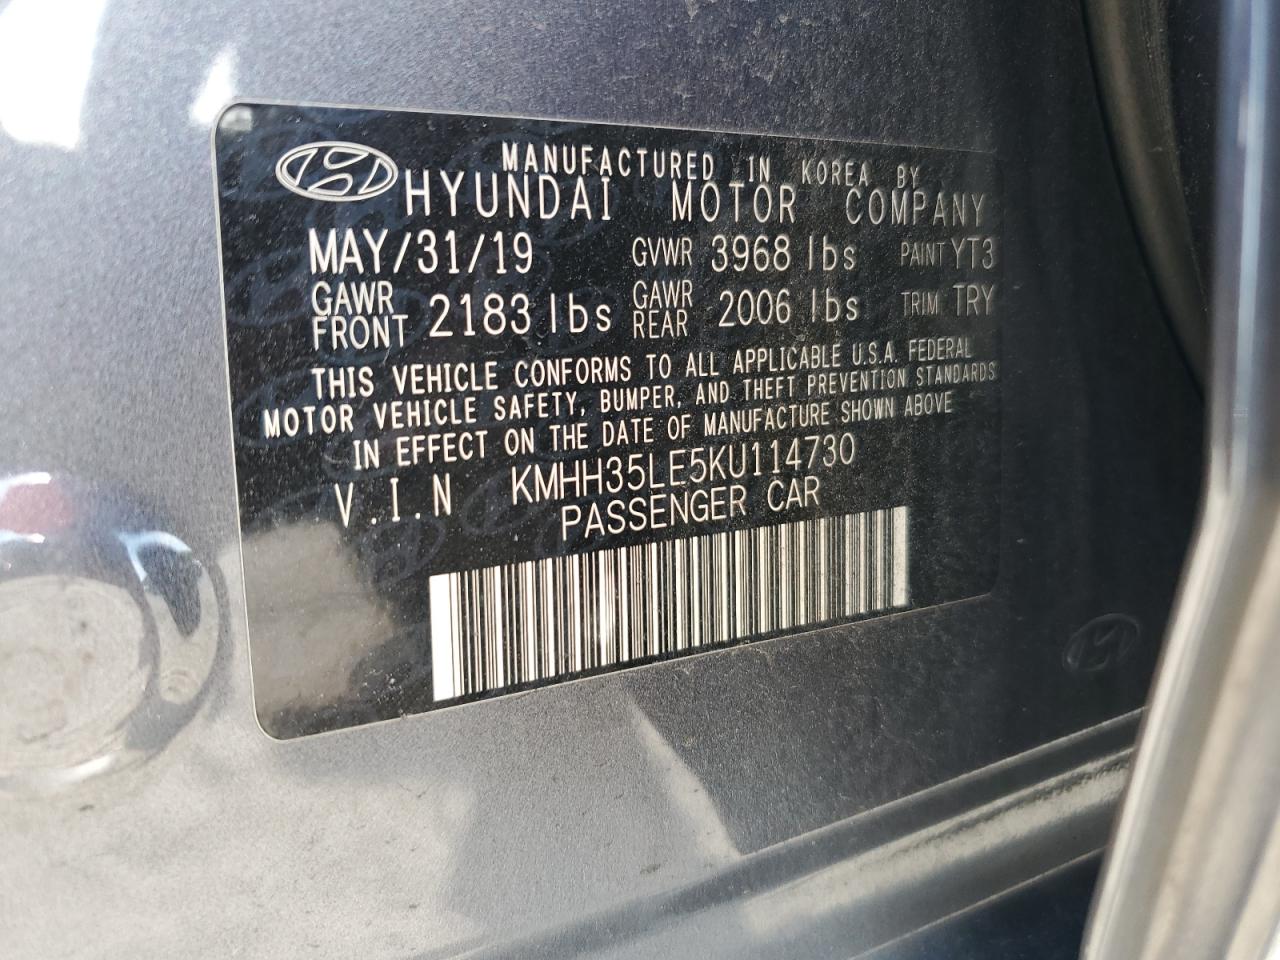 MANUFACTURED IN KOREA BY
HYUNDAI MOTOR COMPANY
MAY/31/19 GVWR 3968 lbs PAINT YT3
GAWR FRONT 2183 lbs GAWR REAR 2006 lbs TRIM TRY
THIS VEHICLE CONFORMS TO ALL APPLICABLE U.S.A. FEDERAL
MOTOR VEHICLE SAFETY, BUMPER, AND THEFT PREVENTION STANDARDS
IN EFFECT ON THE DATE OF MANUFACTURE SHOWN ABOVE
V.I.N KMHH35LE5KU114730
PASSENGER CAR